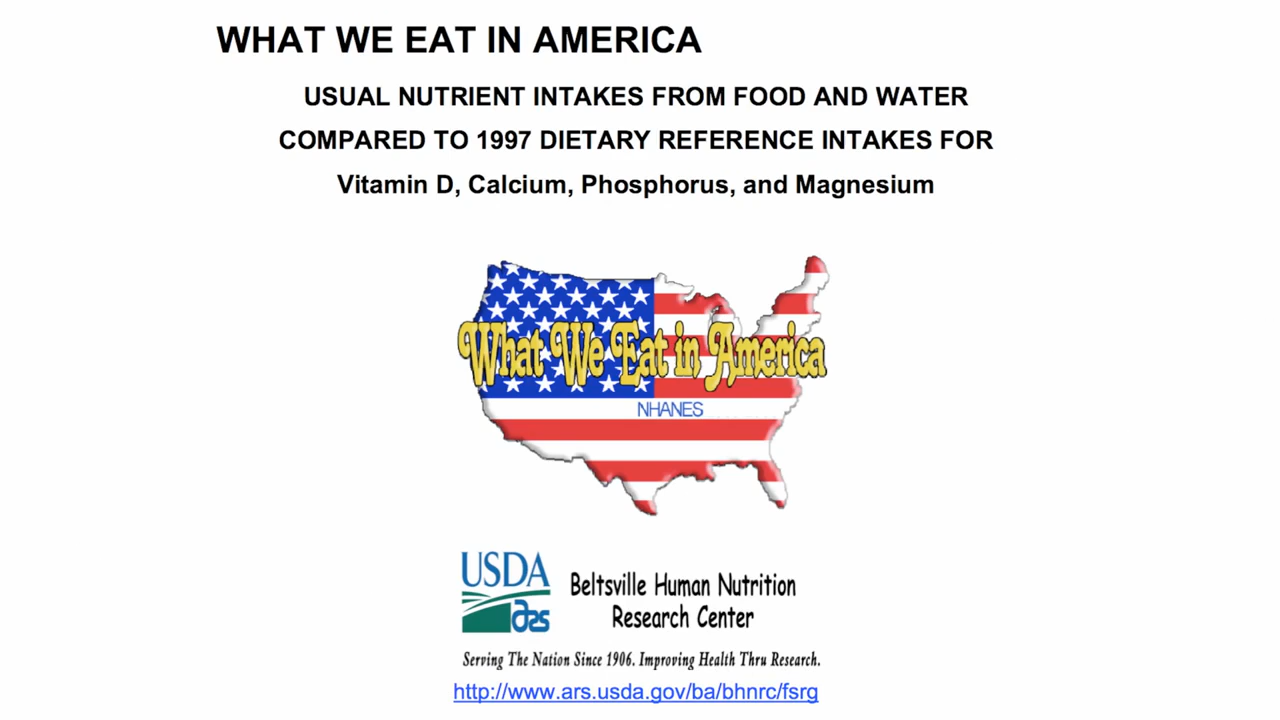 WHAT WE EAT IN AMERICA
USUAL NUTRIENT INTAKES FROM FOOD AND WATER
COMPARED TO 1997 DIETARY REFERENCE INTAKES FOR
Vitamin D, Calcium, Phosphorus, and Magnesium
What We Eat in America
NHANES
USDA
ars
Beltsville Human Nutrition
Research Center
Serving The Nation Since 1906. Improving Health Thru Research.
http://www.ars.usda.gov/ba/bhnrc/fsrg